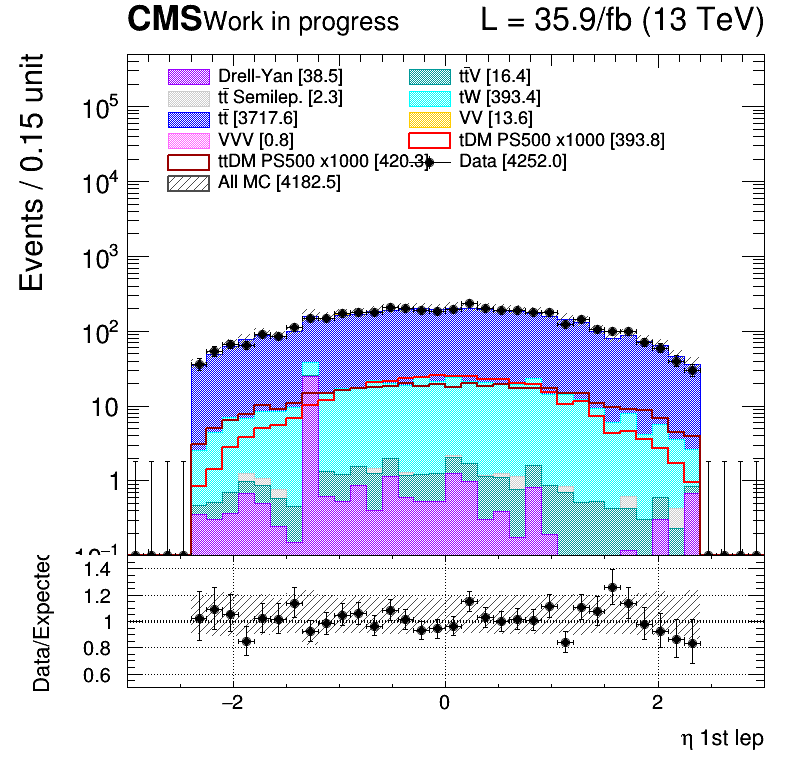 CMS Work in progress L = 35.9/fb (13 TeV)
Events / 0.15 unit
Drell-Yan [38.5] tt̄V [16.4]
tt̄ Semilep. [2.3] tW [393.4]
tt̄ [3717.6] VV [13.6]
VVV [0.8] tDM PS500 x1000 [393.8]
ttDM PS500 x1000 [420.3] Data [4252.0]
All MC [4182.5]
10⁵
10⁴
10³
10²
10
1
10⁻¹
Data/Expected
1.4
1.2
1
0.8
0.6
−2 0 2
η 1st lep